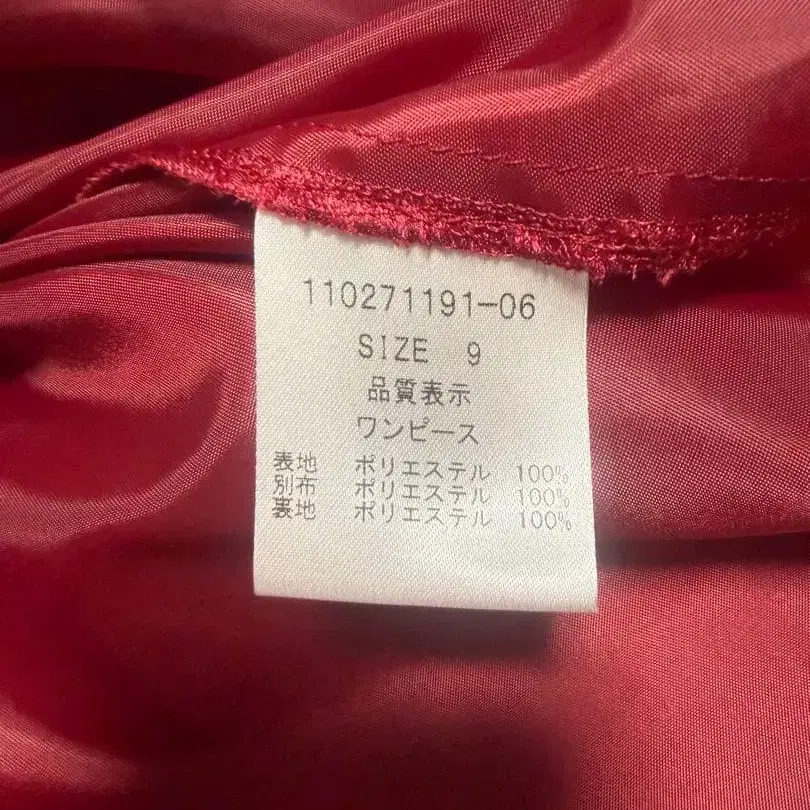 110271191-06
SIZE 9
品質表示
ワンピース
表地 ポリエステル 100%
別布 ポリエステル 100%
裏地 ポリエステル 100%